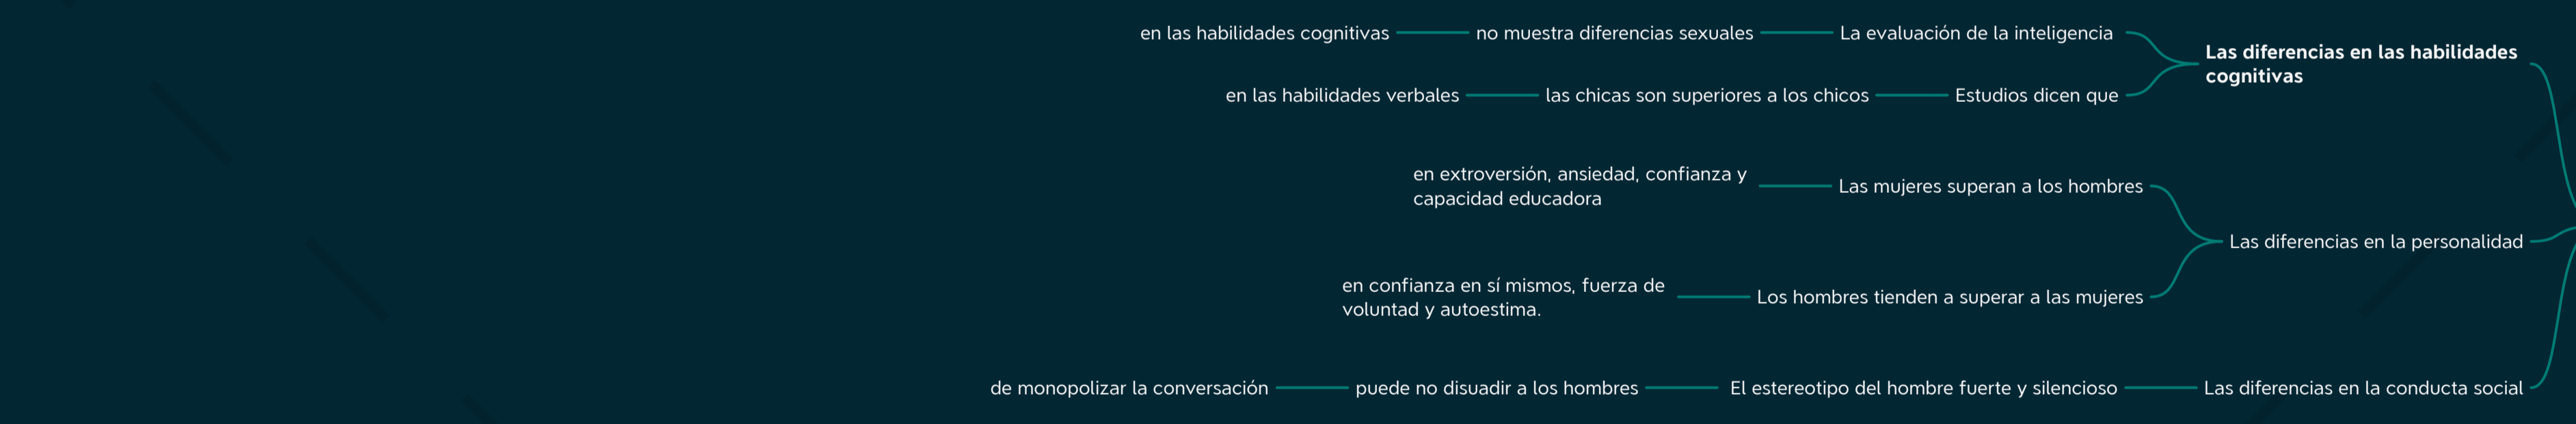 Las diferencias en las habilidades
cognitivas
La evaluación de la inteligencia
no muestra diferencias sexuales
en las habilidades cognitivas
Estudios dicen que
las chicas son superiores a los chicos
en las habilidades verbales
Las diferencias en la personalidad
Las mujeres superan a los hombres
en extroversión, ansiedad, confianza y
capacidad educadora
Los hombres tienden a superar a las mujeres
en confianza en sí mismos, fuerza de
voluntad y autoestima.
Las diferencias en la conducta social
El estereotipo del hombre fuerte y silencioso
puede no disuadir a los hombres
de monopolizar la conversación